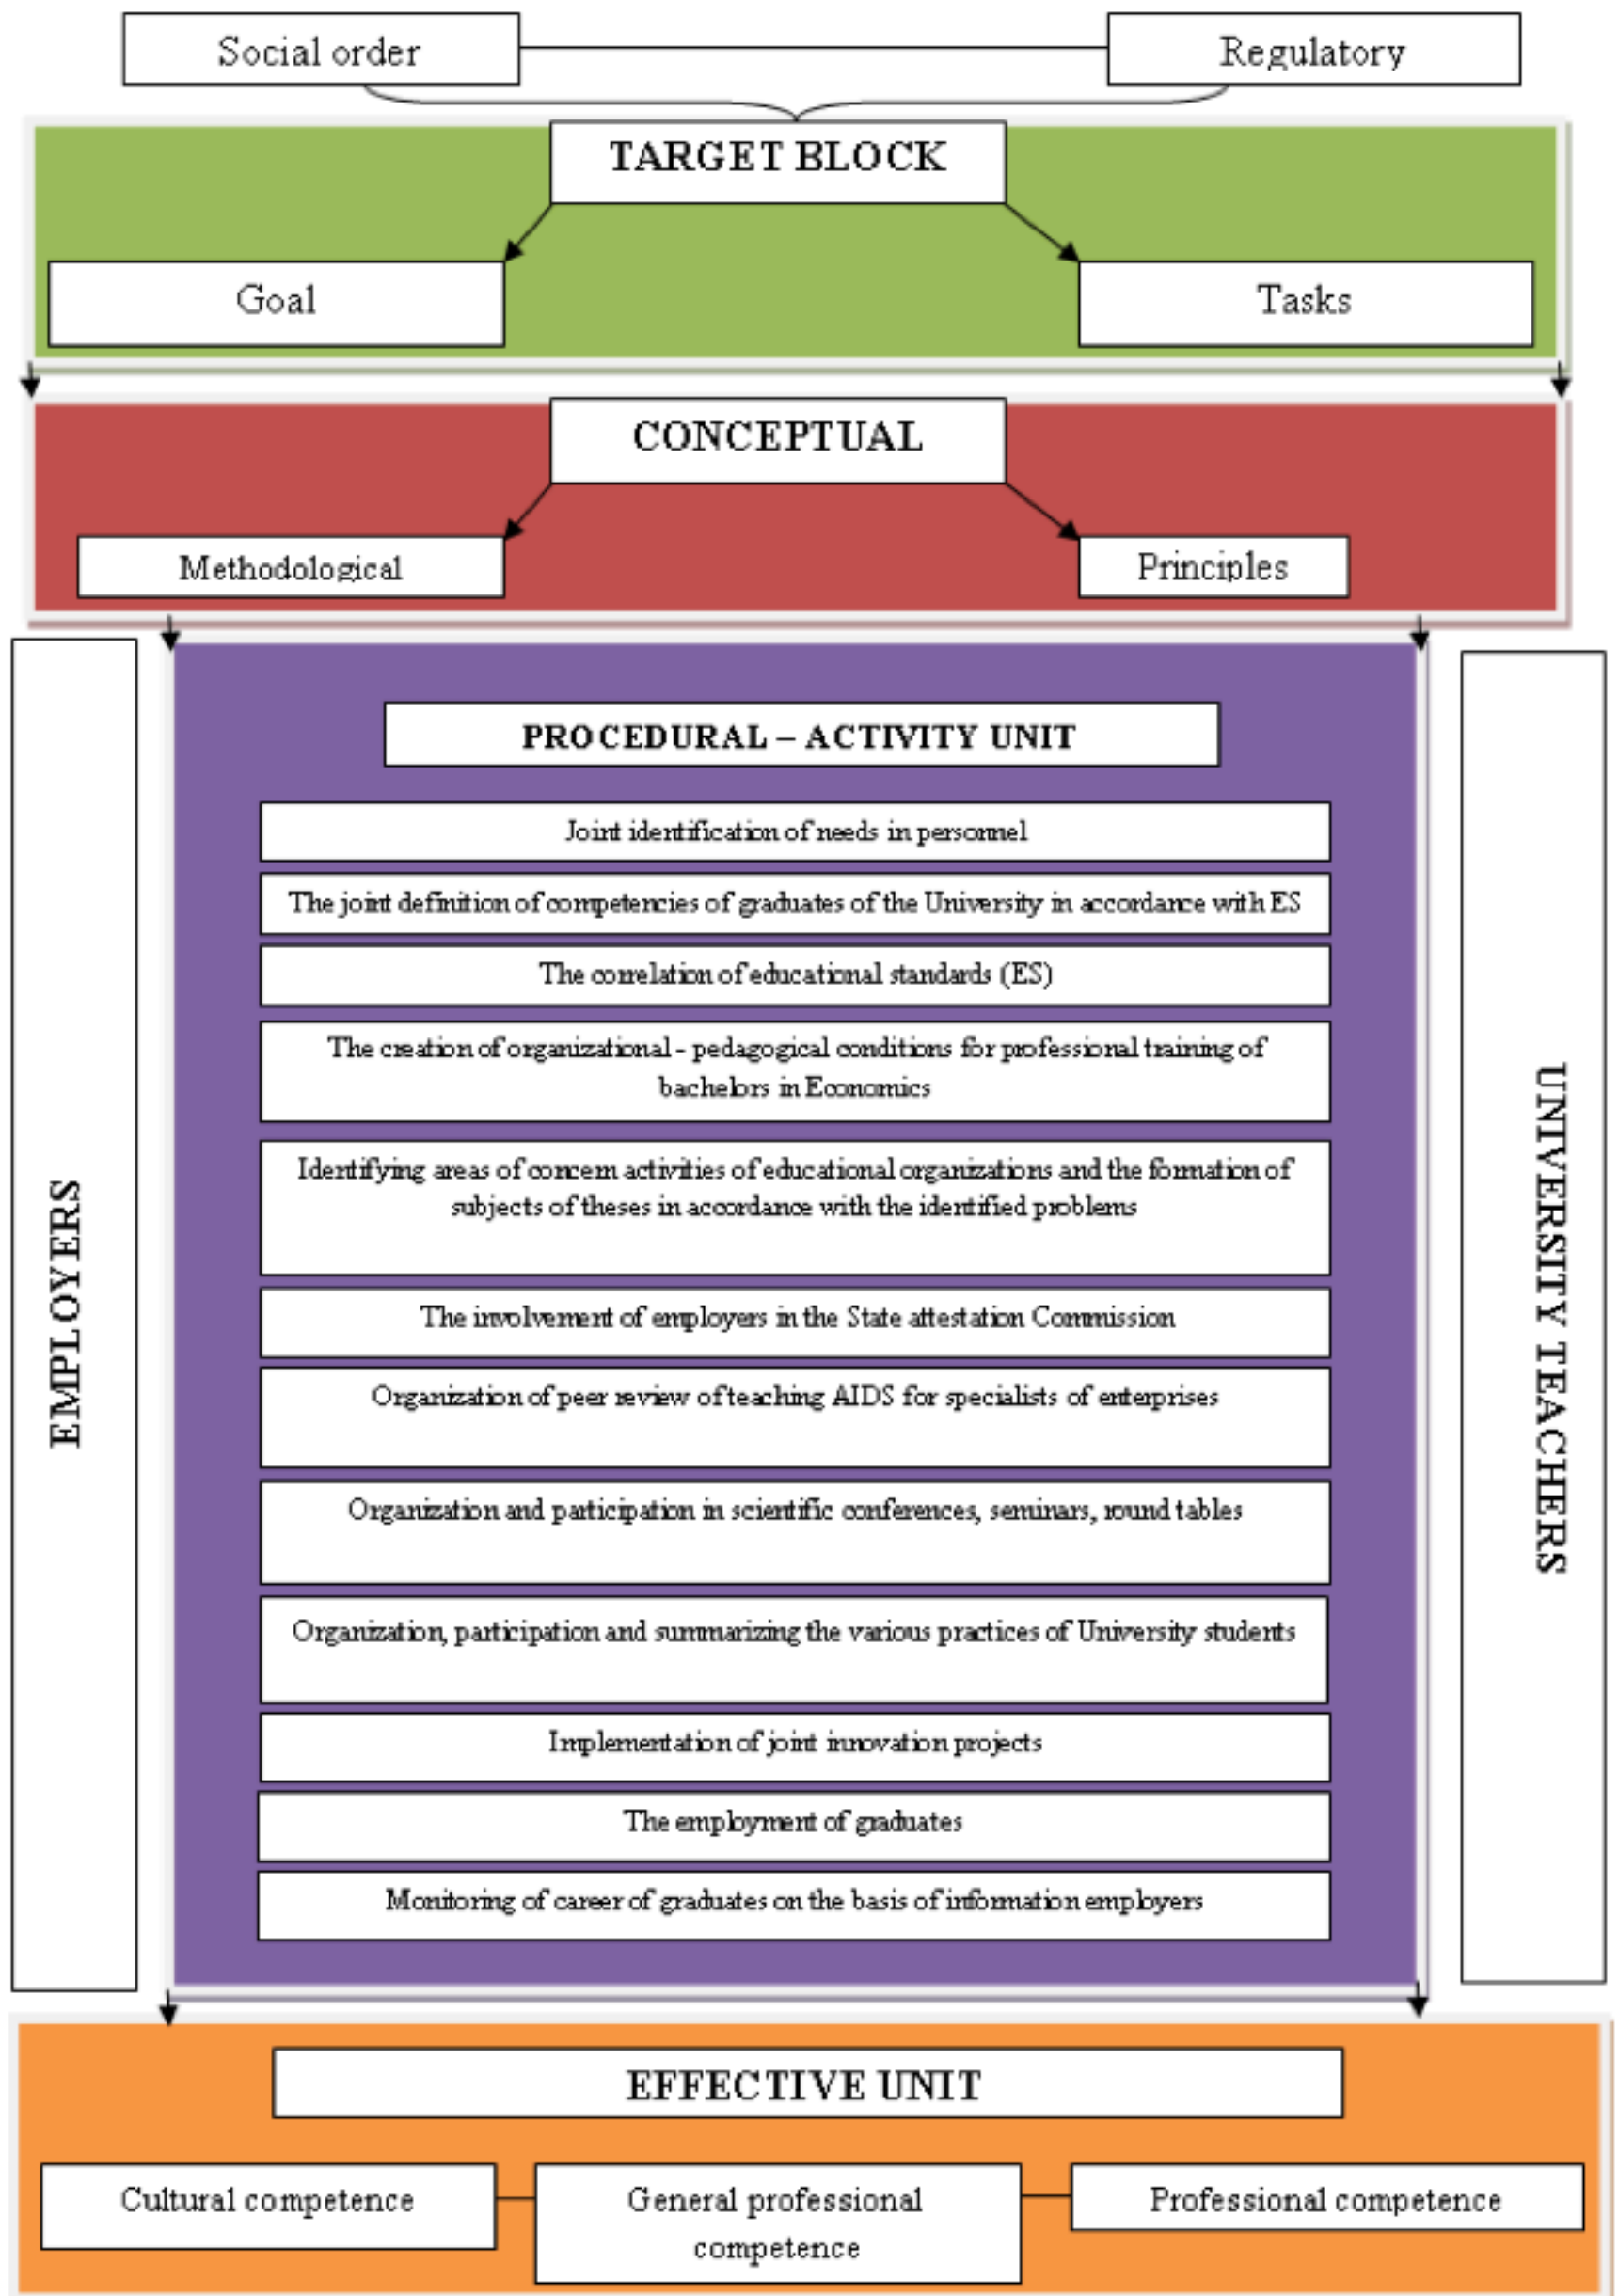 Social order
Regulatory
TARGET BLOCK
Goal
Tasks
CONCEPTUAL
Methodological
Principles
EMPLOYERS
PROCEDURAL – ACTIVITY UNIT
Joint identification of needs in personnel
The joint definition of competencies of graduates of the University in accordance with ES
The correlation of educational standards (ES)
The creation of organizational - pedagogical conditions for professional training of
bachelors in Economics
Identifying areas of concern activities of educational organizations and the formation of
subjects of theses in accordance with the identified problems
The involvement of employers in the State attestation Commission
Organization of peer review of teaching AIDS for specialists of enterprises
Organization and participation in scientific conferences, seminars, round tables
Organization, participation and summarizing the various practices of University students
Implementation of joint innovation projects
The employment of graduates
Monitoring of career of graduates on the basis of information employers
UNIVERSITY TEACHERS
EFFECTIVE UNIT
Cultural competence
General professional
competence
Professional competence